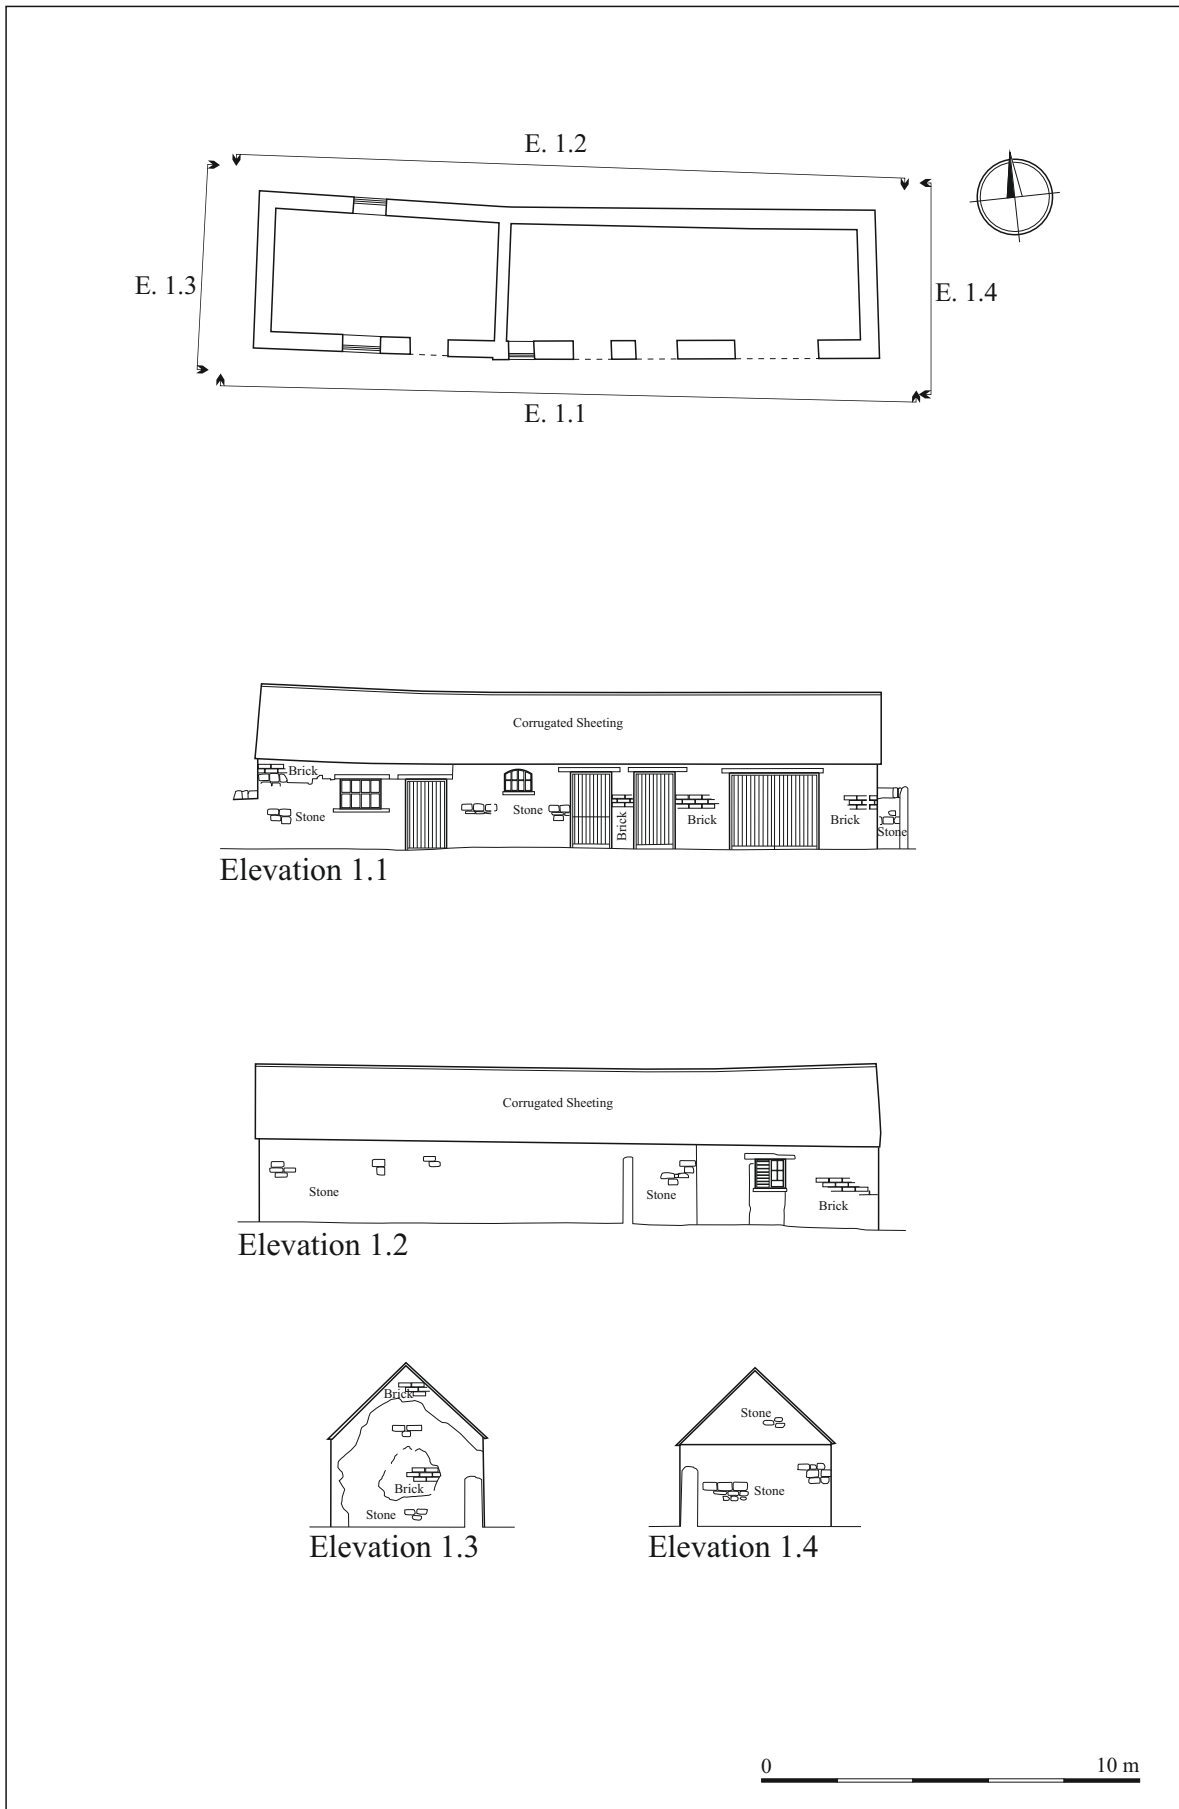 E. 1.2
E. 1.3
E. 1.4
E. 1.1
Corrugated Sheeting
Brick
Stone
Stone
Brick
Brick
Brick
Stone
Elevation 1.1
Corrugated Sheeting
Stone
Stone
Brick
Elevation 1.2
Brick
Brick
Stone
Elevation 1.3
Stone
Stone
Elevation 1.4
0 10 m